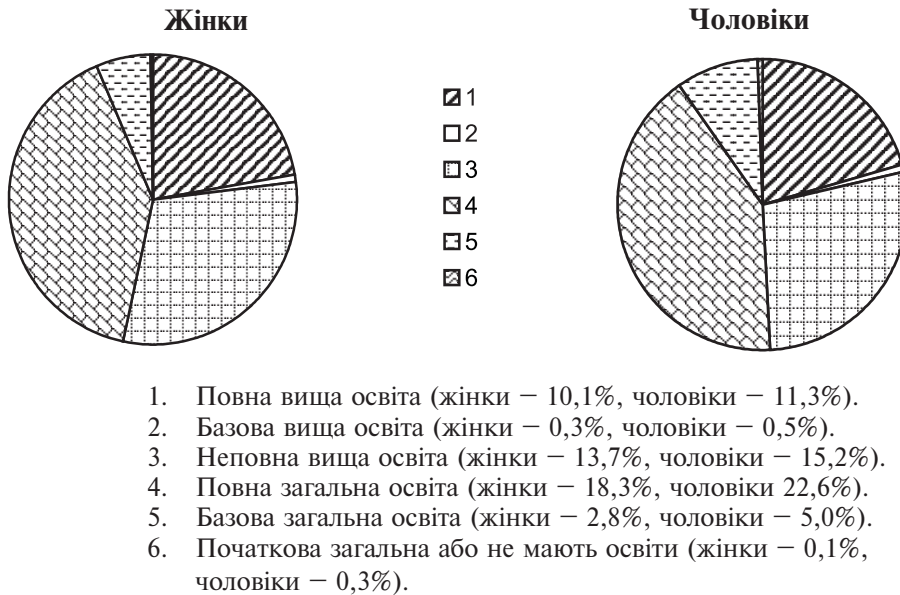 Жінки
Чоловіки
1
2
3
4
5
6
1. Повна вища освіта (жінки − 10,1%, чоловіки − 11,3%).
2. Базова вища освіта (жінки − 0,3%, чоловіки − 0,5%).
3. Неповна вища освіта (жінки − 13,7%, чоловіки − 15,2%).
4. Повна загальна освіта (жінки − 18,3%, чоловіки 22,6%).
5. Базова загальна освіта (жінки − 2,8%, чоловіки − 5,0%).
6. Початкова загальна або не мають освіти (жінки − 0,1%,
чоловіки − 0,3%).